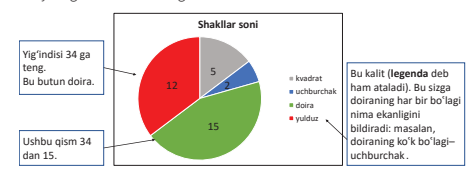 Shakllar soni
Yig'indisi 34 ga
teng.
Bu butun doira.
12
5
2
15
kvadrat
uchburchak
doira
yulduz
Ushbu qism 34
dan 15.
Bu kalit (legenda deb
ham ataladi). Bu sizga
doiraning har bir bo'lagi
nima ekanligini
bildiradi: masalan,
doiraning ko'k bo'lagi–
uchburchak.